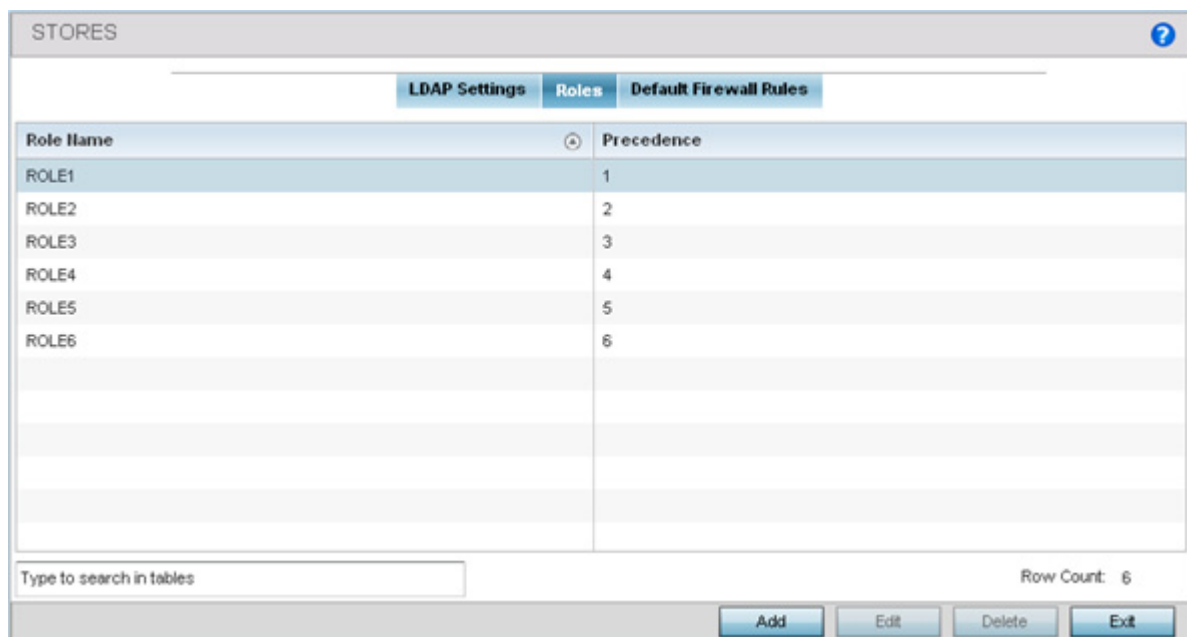 STORES
?
LDAP Settings Roles Default Firewall Rules
Role Name Precedence
ROLE1 1
ROLE2 2
ROLE3 3
ROLE4 4
ROLE5 5
ROLE6 6
Type to search in tables Row Count: 6
Add Edit Delete Exit